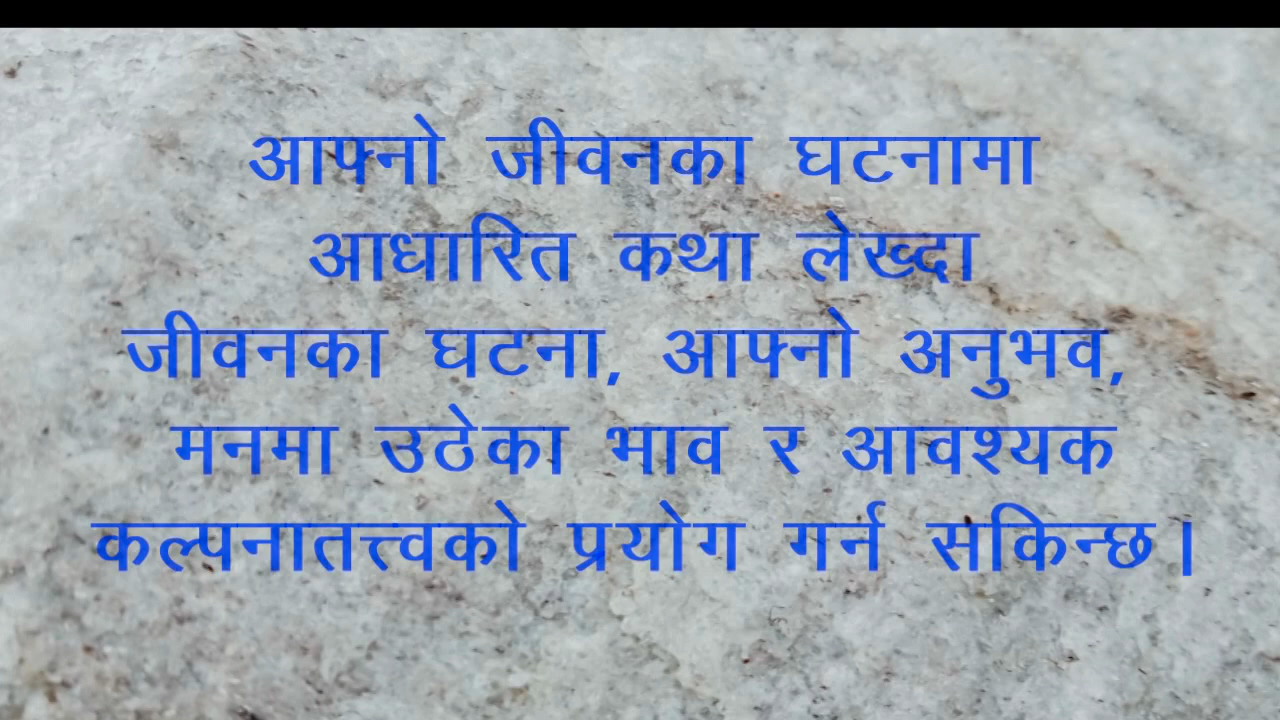 आफ्नो जीवनका घटनामा
आधारित कथा लेख्दा
जीवनका घटना, आफ्नो अनुभव,
मनमा उठेका भाव र आवश्यक
कल्पनातत्त्वको प्रयोग गर्न सकिन्छ।